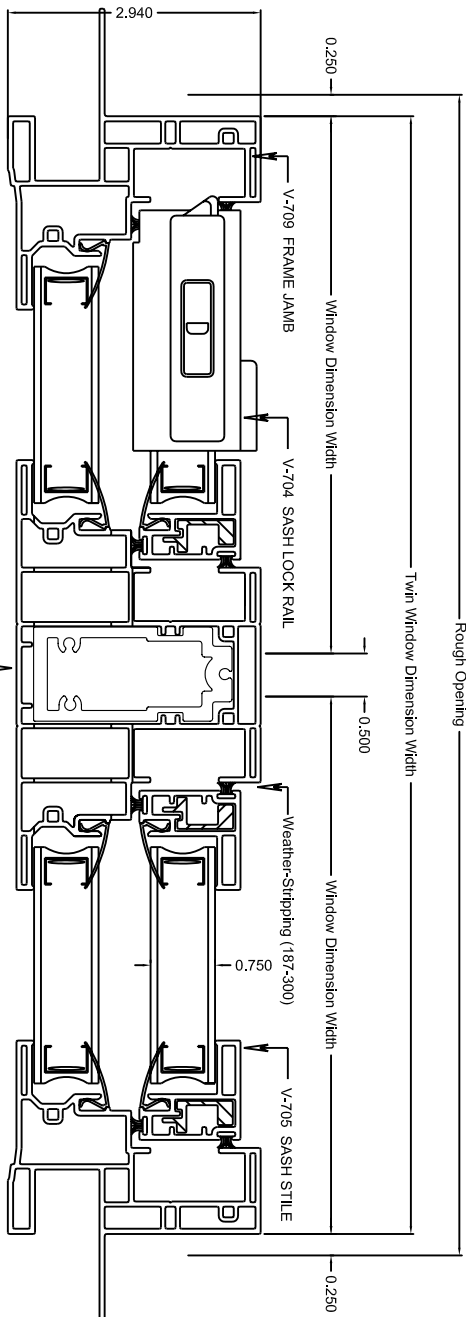 Rough Opening
Twin Window Dimension Width
0.250
Window Dimension Width
0.500
Window Dimension Width
0.250
V-709 FRAME JAMB
V-704 SASH LOCK RAIL
Weather-Stripping (187-300)
V-705 SASH STILE
2.940
0.750